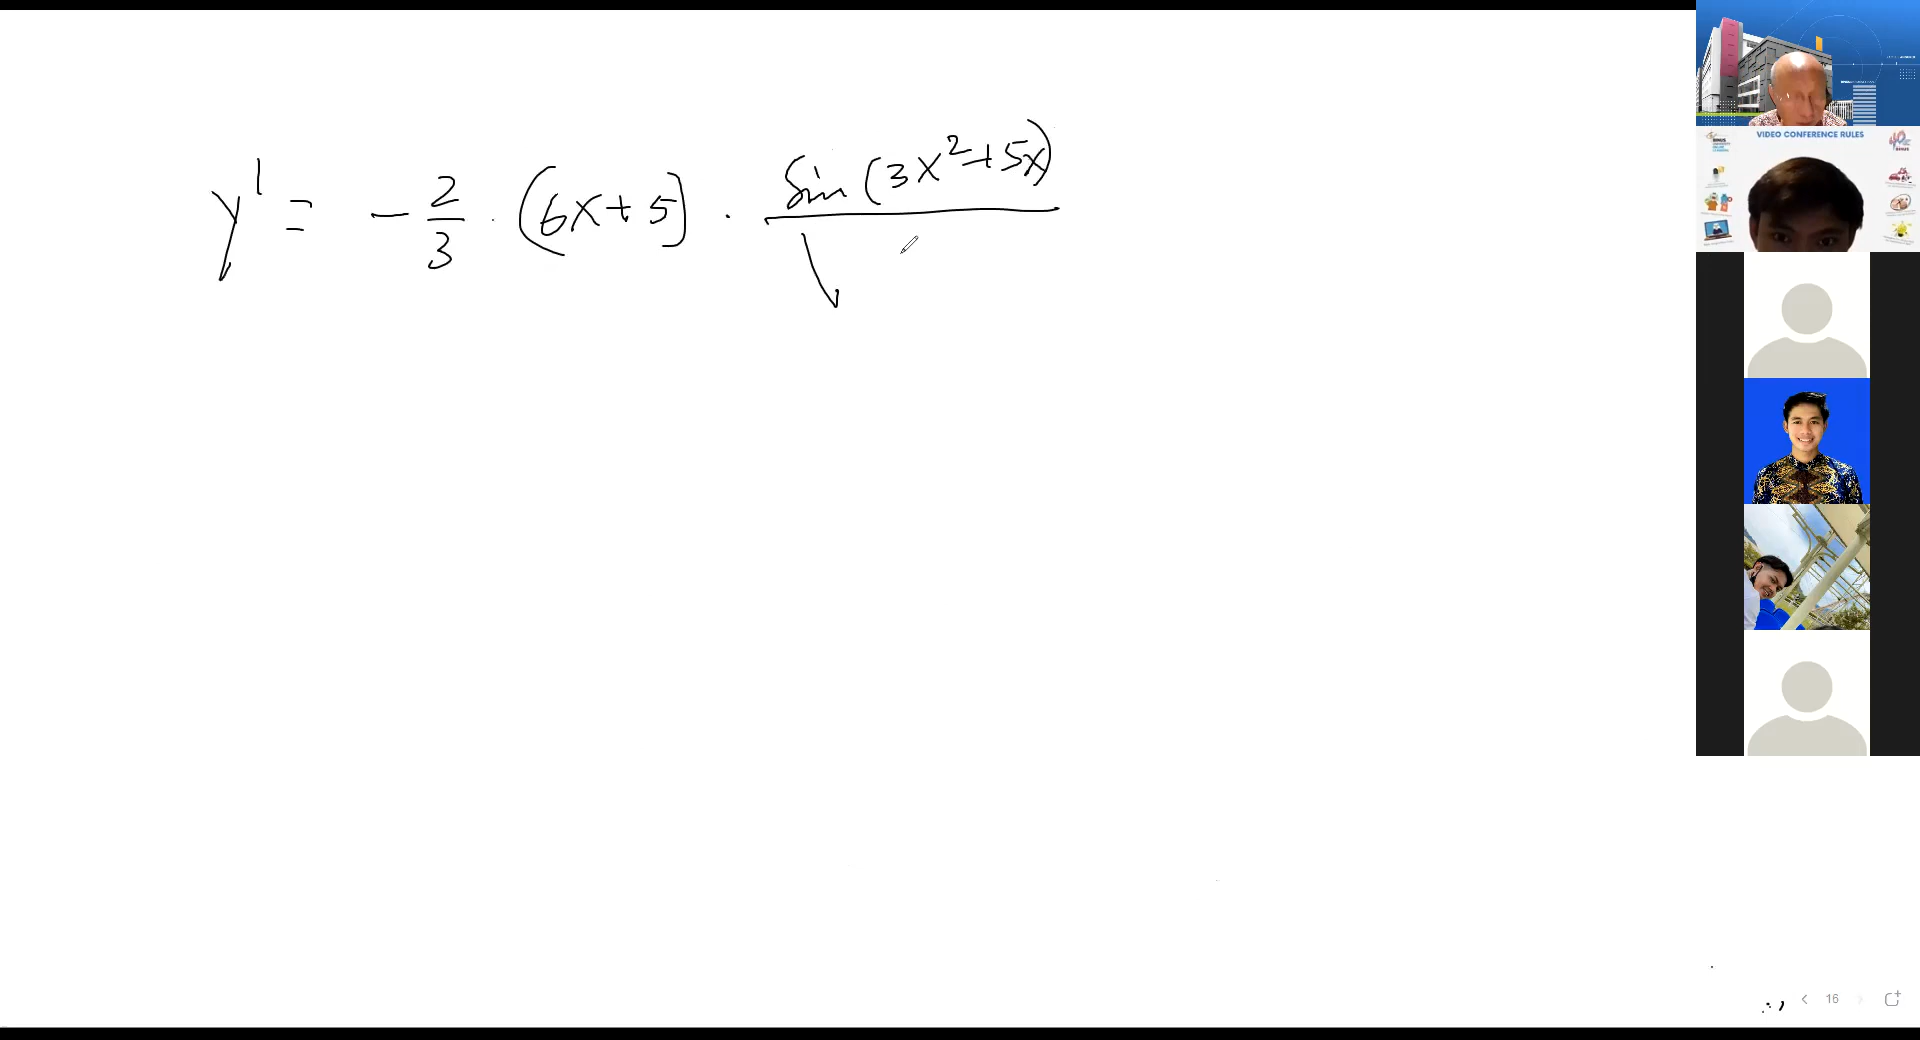 y' = - 2/3 . (6x + 5) . sin (3x² + 5x) / √
VIDEO CONFERENCE RULES
16